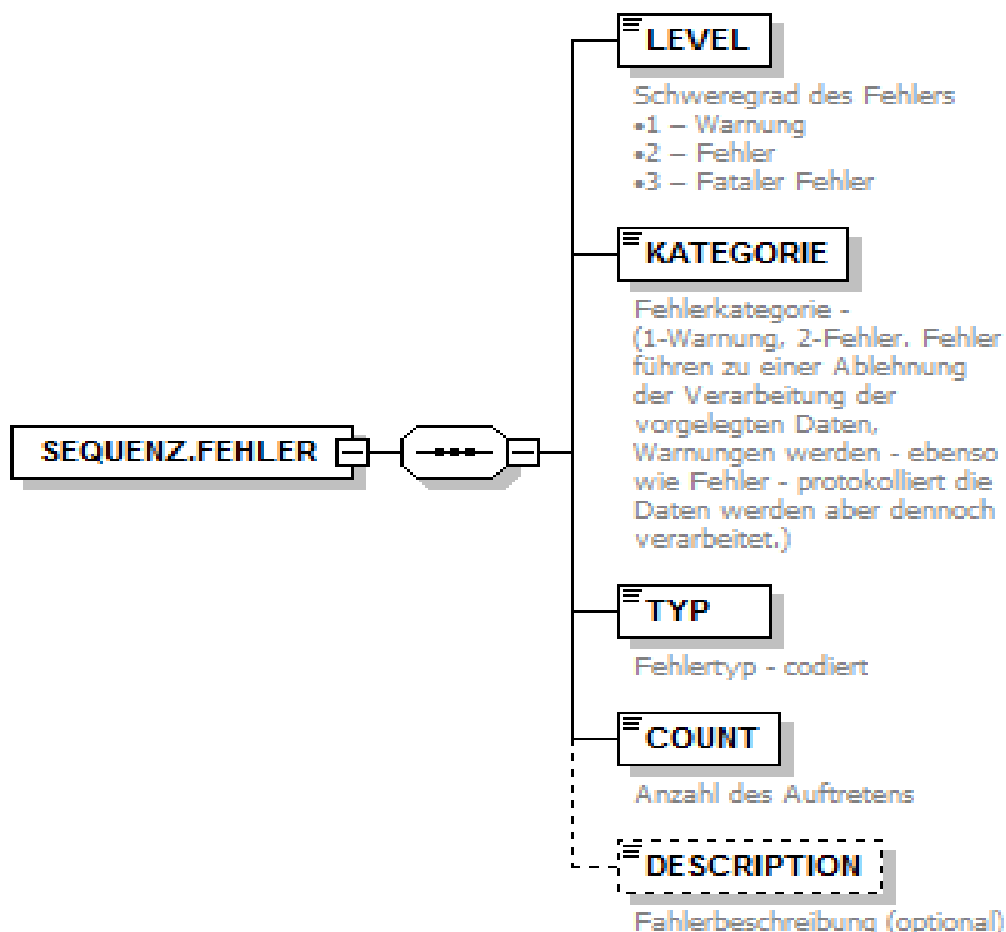 LEVEL
Schweregrad des Fehlers
•1 – Warnung
•2 – Fehler
•3 – Fataler Fehler
KATEGORIE
Fehlerkategorie -
(1-Warnung, 2-Fehler. Fehler
führen zu einer Ablehnung
der Verarbeitung der
vorgelegten Daten,
Warnungen werden - ebenso
wie Fehler - protokolliert die
Daten werden aber dennoch
verarbeitet.)
SEQUENZ.FEHLER
TYP
Fehlertyp - codiert
COUNT
Anzahl des Auftretens
DESCRIPTION
Fahlerbeschreibung (optional)